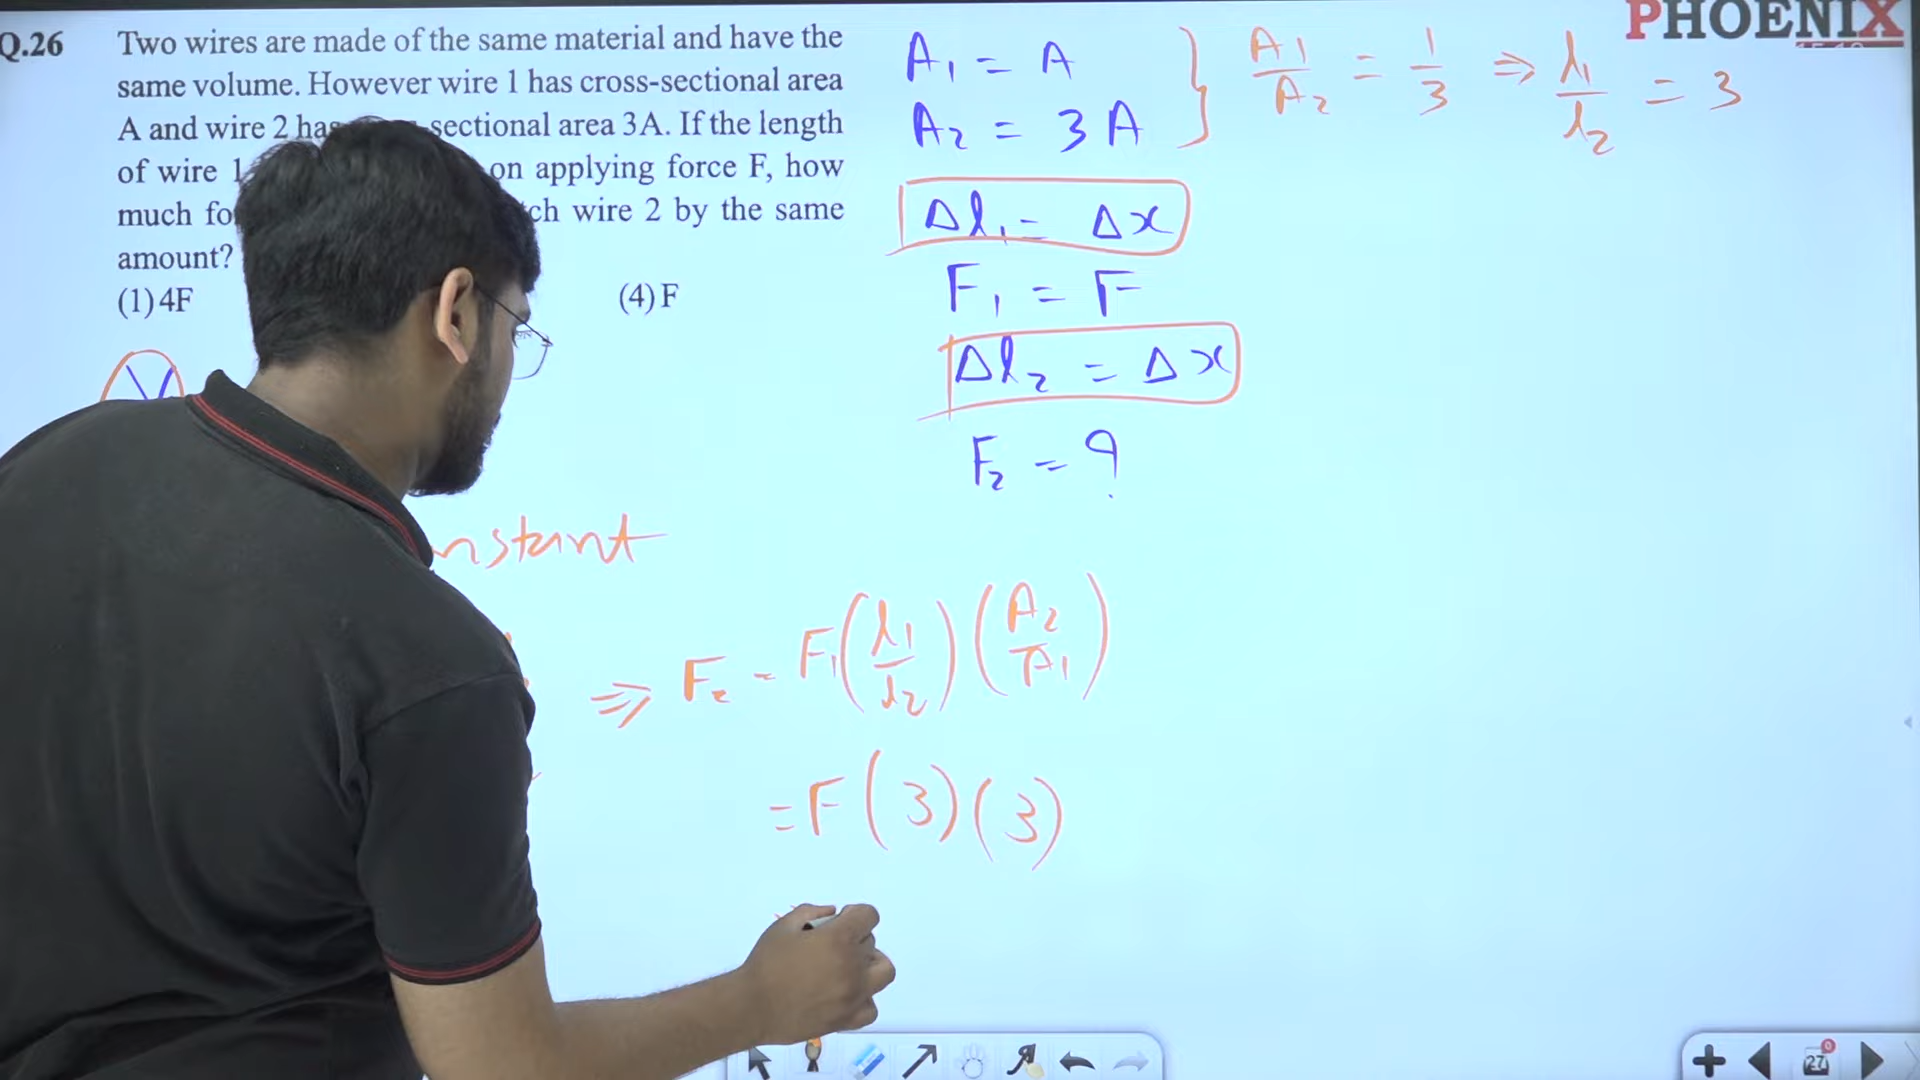 PHOENIX
Q.26 Two wires are made of the same material and have the
same volume. However wire 1 has cross-sectional area
A and wire 2 has sectional area 3A. If the length
of wire 1 on applying force F, how
much wire 2 by the same
amount?
(1) 4F (4) F
A₁ = A
A₂ = 3A
A₁/A₂ = 1/3 ⇒ l₁/l₂ = 3
Δl₁ = Δx
F₁ = F
Δl₂ = Δx
F₂ = ?
⇒ F₂ = F₁(l₁/l₂)(A₂/A₁)
= F(3)(3)
27